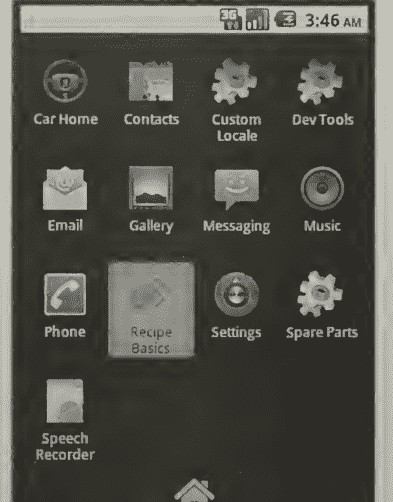 3G 3:46 AM
Car Home Contacts Custom Locale Dev Tools
Email Gallery Messaging Music
Phone Recipe Basics Settings Spare Parts
Speech Recorder